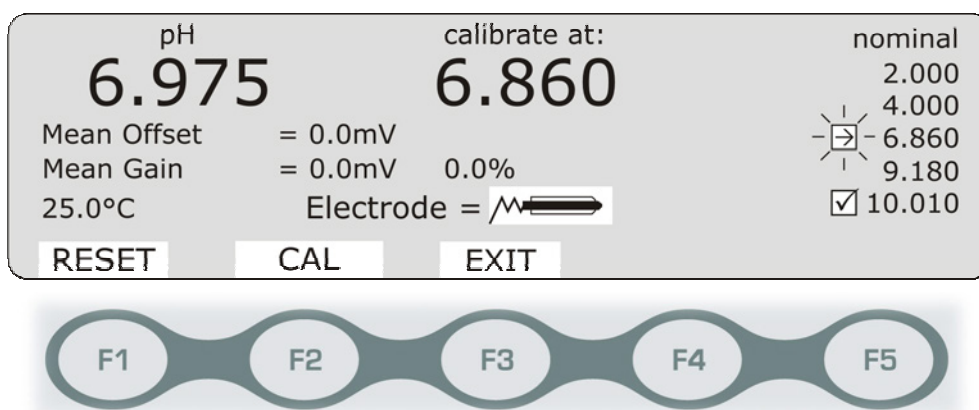 pH calibrate at: nominal
6.975 6.860 2.000
4.000
Mean Offset = 0.0mV 6.860
Mean Gain = 0.0mV 0.0% 9.180
25.0°C Electrode = 10.010
RESET CAL EXIT
F1 F2 F3 F4 F5